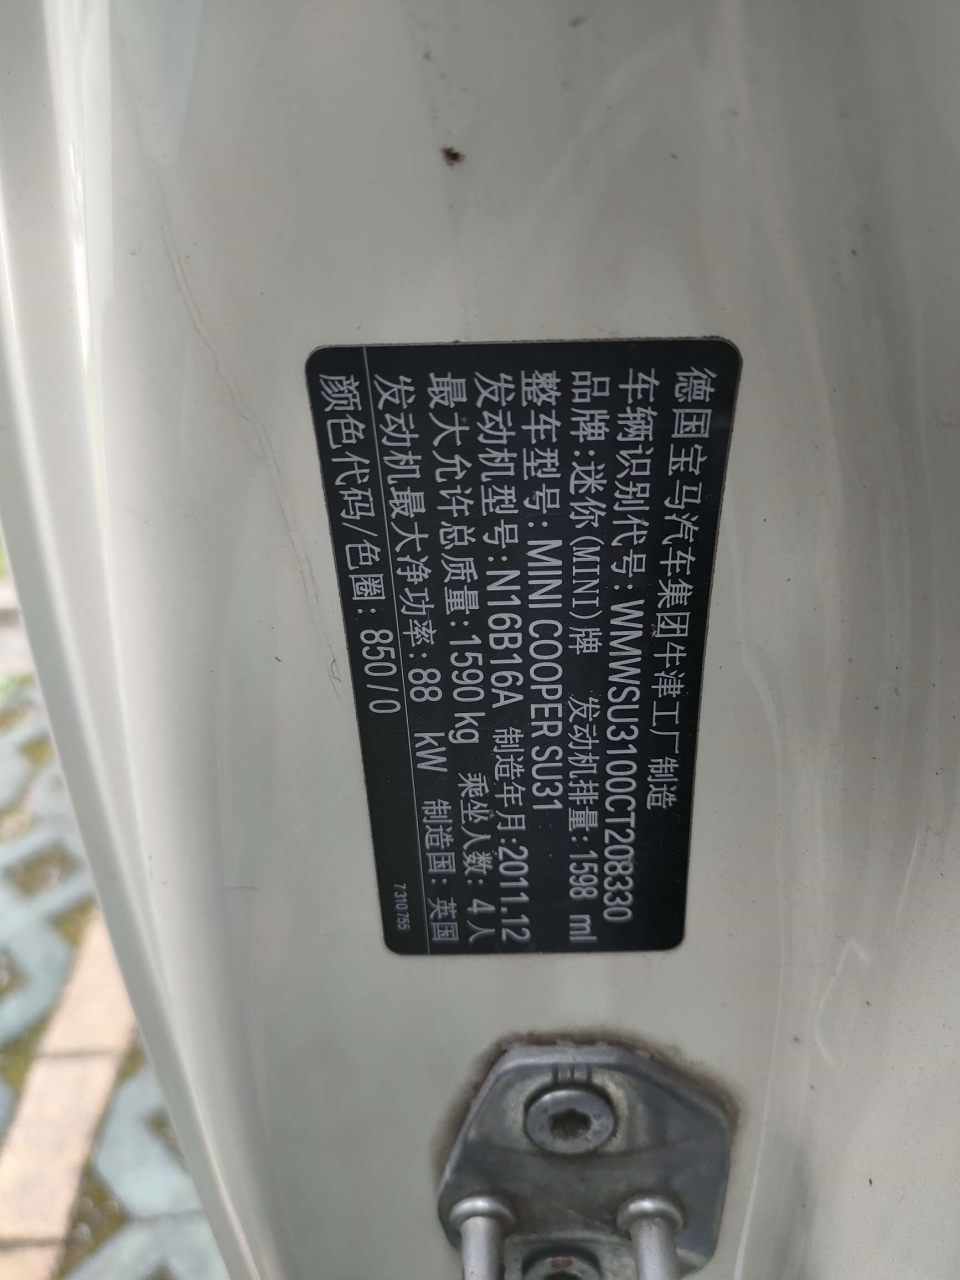 德国宝马汽车集团牛津工厂制造
车辆识别代号: WMWSU3100CT208330
品牌:迷你(MINI)牌 发动机排量: 1598 ml
整车型号: MINI COOPER SU31
发动机型号: N16B16A 制造年月:2011.12
最大允许总质量: 1590 kg 乘坐人数: 4人
发动机最大净功率: 88 kW 制造国: 英国
颜色代码/色圈: 850//0
7310755